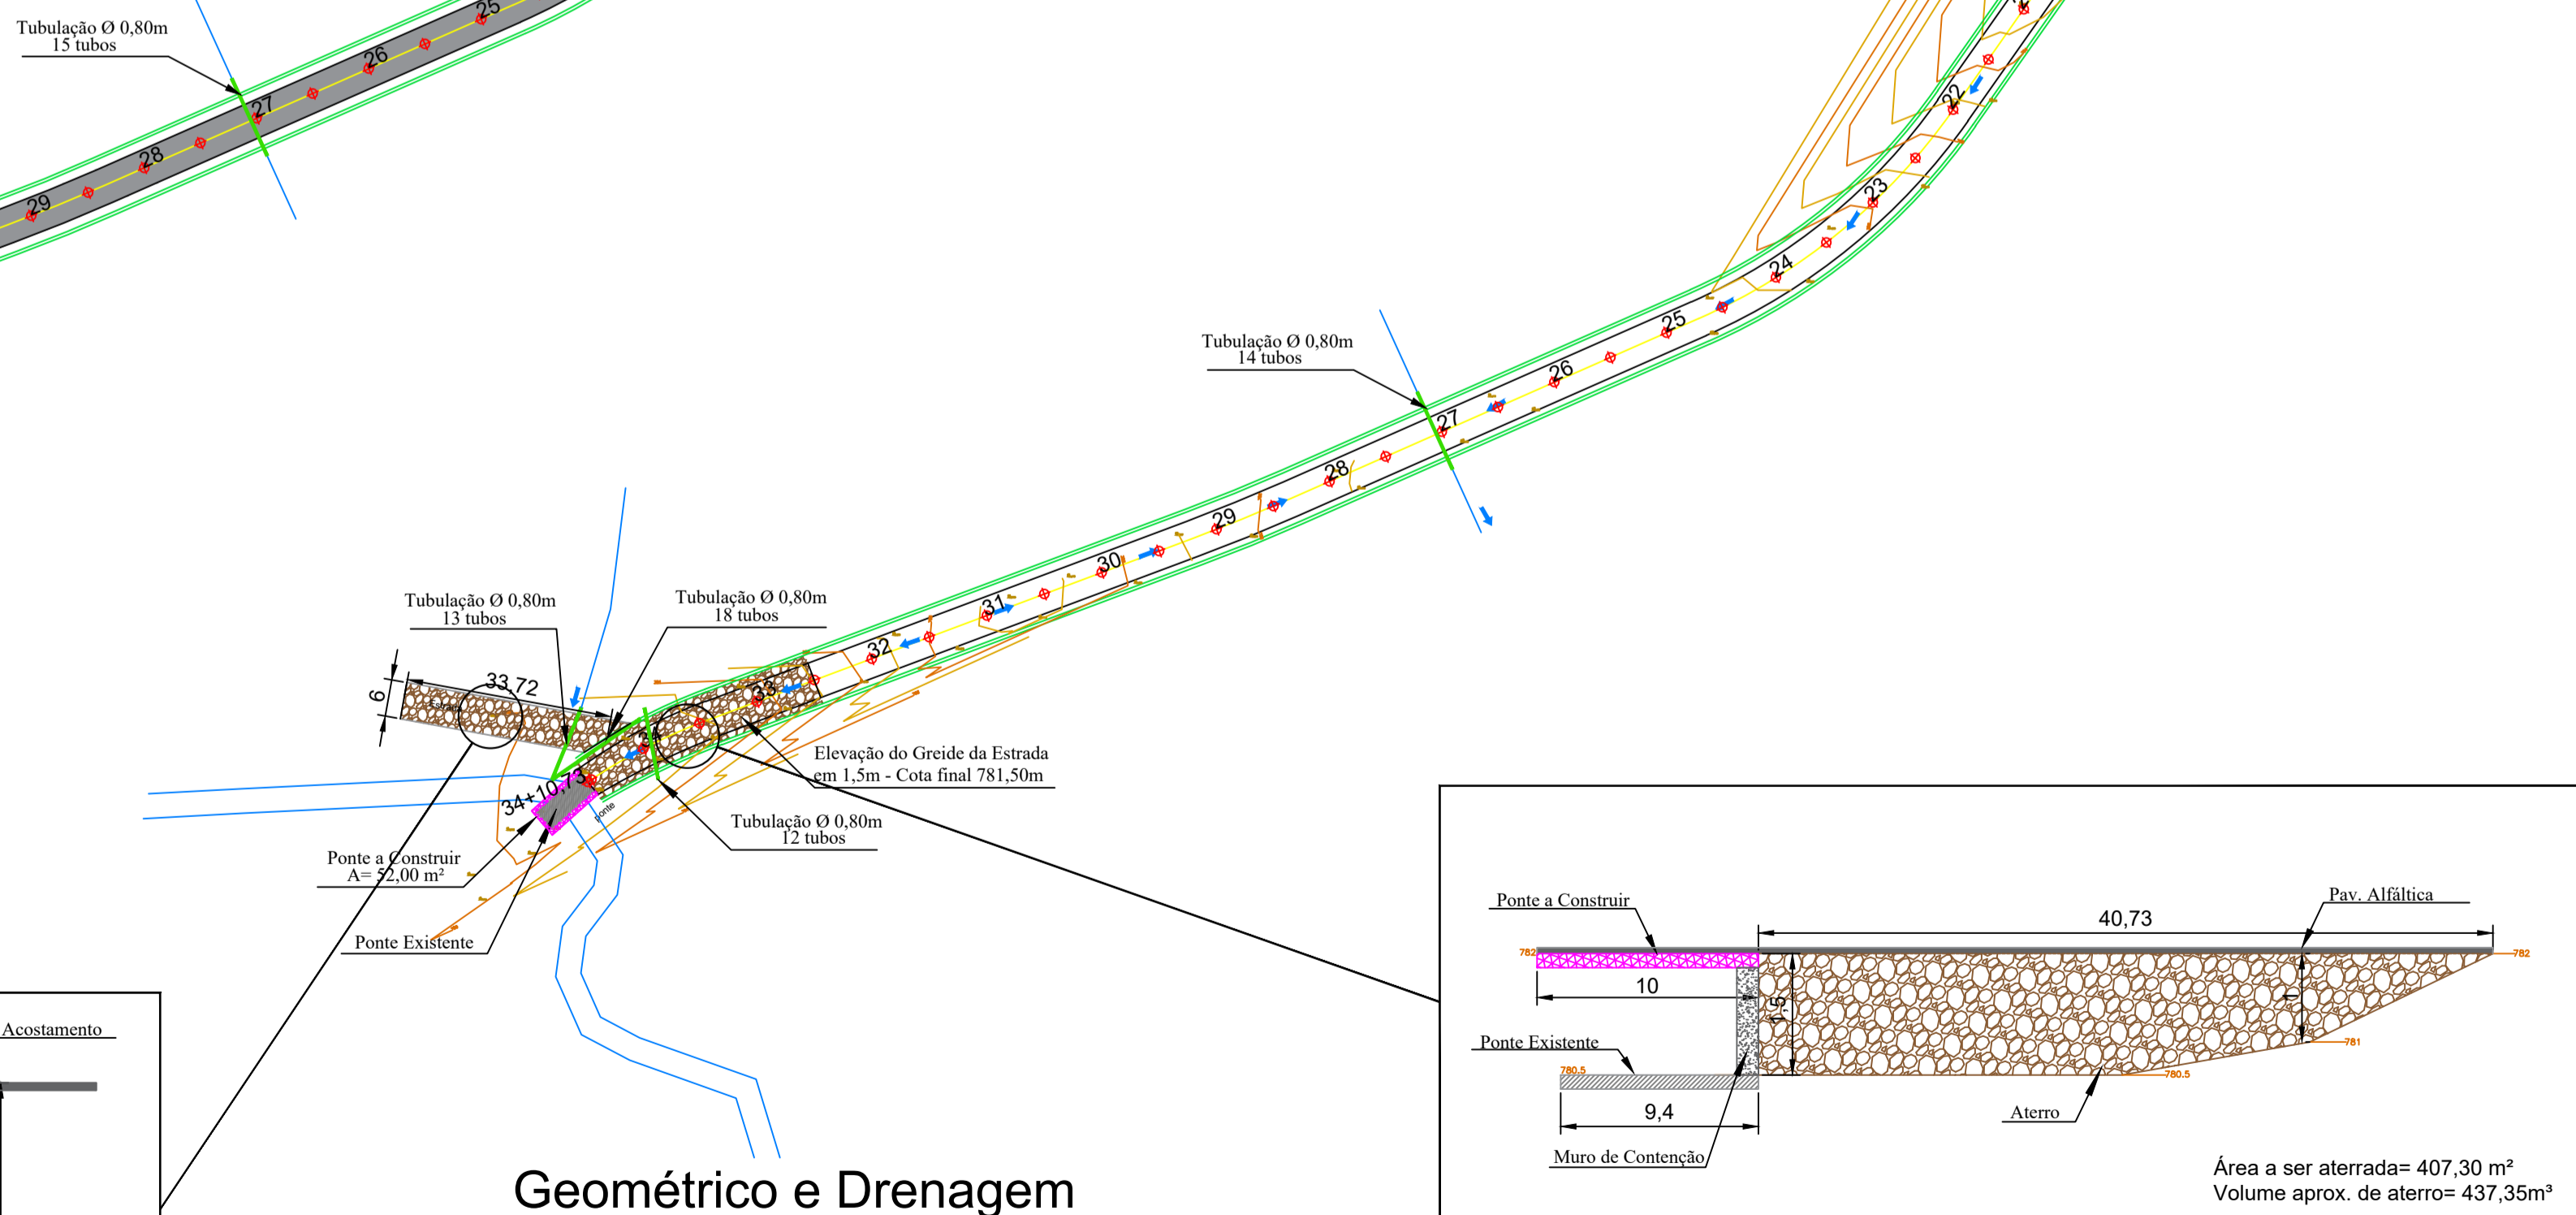 Tubulação Ø 0,80m
15 tubos
25
26
27
28
29
22
23
24
25
26
27
28
29
30
31
32
33
Tubulação Ø 0,80m
14 tubos
Tubulação Ø 0,80m
13 tubos
Tubulação Ø 0,80m
18 tubos
33,72
6
Estrada
Elevação do Greide da Estrada
em 1,5m - Cota final 781,50m
34+10,73
ponte
Tubulação Ø 0,80m
12 tubos
Ponte a Construir
A= 52,00 m²
Ponte Existente
Acostamento
Geométrico e Drenagem
Ponte a Construir
Pav. Alfáltica
40,73
782
782
10
1,5
1
Ponte Existente
781
780.5
780.5
9,4
Aterro
Muro de Contenção
Área a ser aterrada= 407,30 m²
Volume aprox. de aterro= 437,35m³